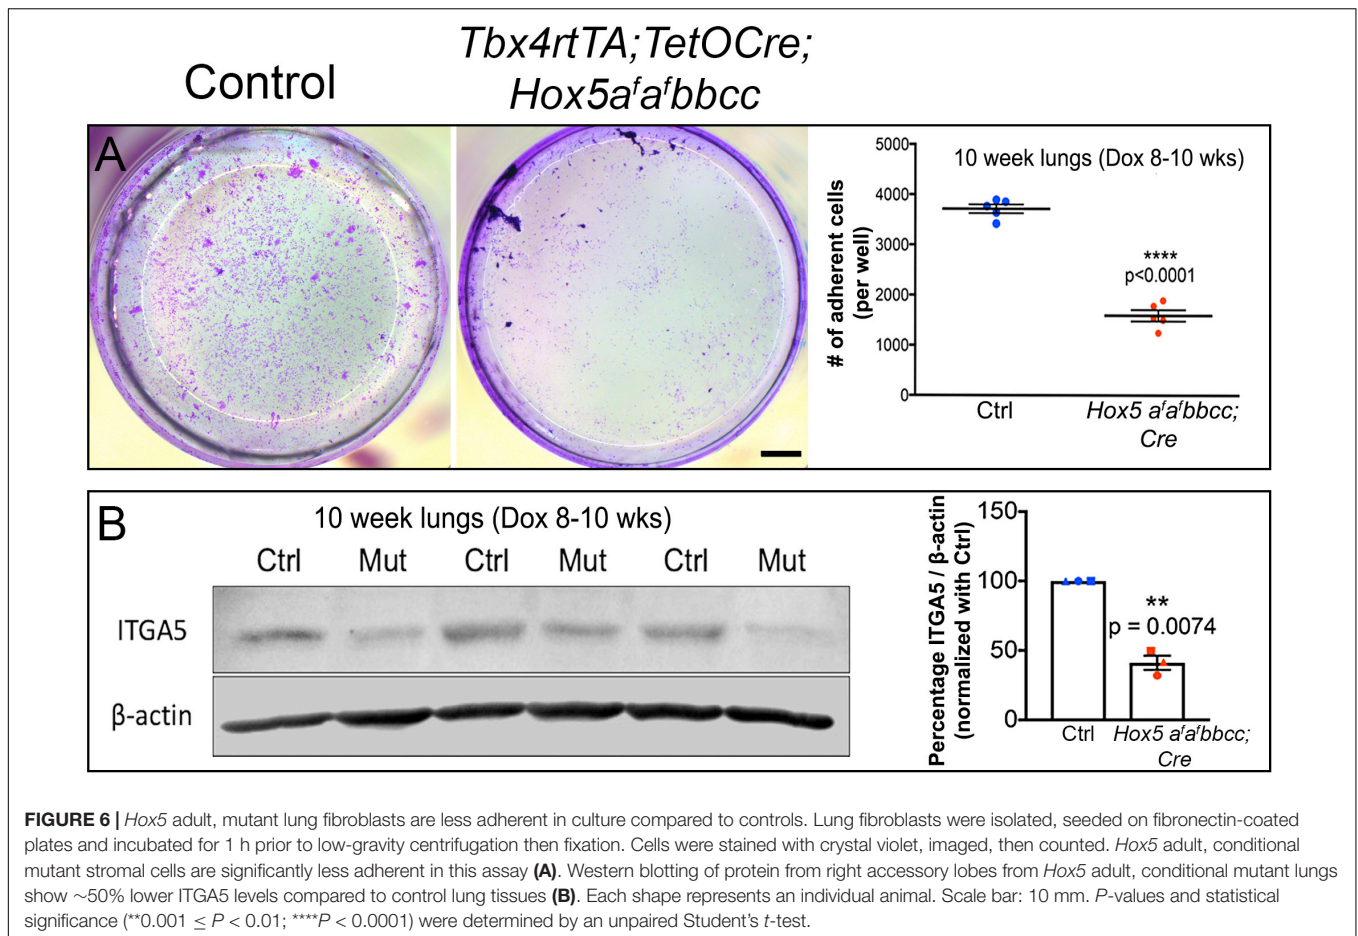 Control
Tbx4rtTA;TetOCre;
Hox5aᶠaᶠbbcc
A
10 week lungs (Dox 8-10 wks)
# of adherent cells
(per well)
5000
4000
3000
2000
1000
0
****
p<0.0001
Ctrl
Hox5 aᶠaᶠbbcc;
Cre
B
10 week lungs (Dox 8-10 wks)
Ctrl Mut Ctrl Mut Ctrl Mut
ITGA5
β-actin
Percentage ITGA5 / β-actin
(normalized with Ctrl)
150
100
50
0
**
p = 0.0074
Ctrl
Hox5 aᶠaᶠbbcc;
Cre
FIGURE 6 | Hox5 adult, mutant lung fibroblasts are less adherent in culture compared to controls. Lung fibroblasts were isolated, seeded on fibronectin-coated
plates and incubated for 1 h prior to low-gravity centrifugation then fixation. Cells were stained with crystal violet, imaged, then counted. Hox5 adult, conditional
mutant stromal cells are significantly less adherent in this assay (A). Western blotting of protein from right accessory lobes from Hox5 adult, conditional mutant lungs
show ∼50% lower ITGA5 levels compared to control lung tissues (B). Each shape represents an individual animal. Scale bar: 10 mm. P-values and statistical
significance (**0.001 ≤ P < 0.01; ****P < 0.0001) were determined by an unpaired Student's t-test.